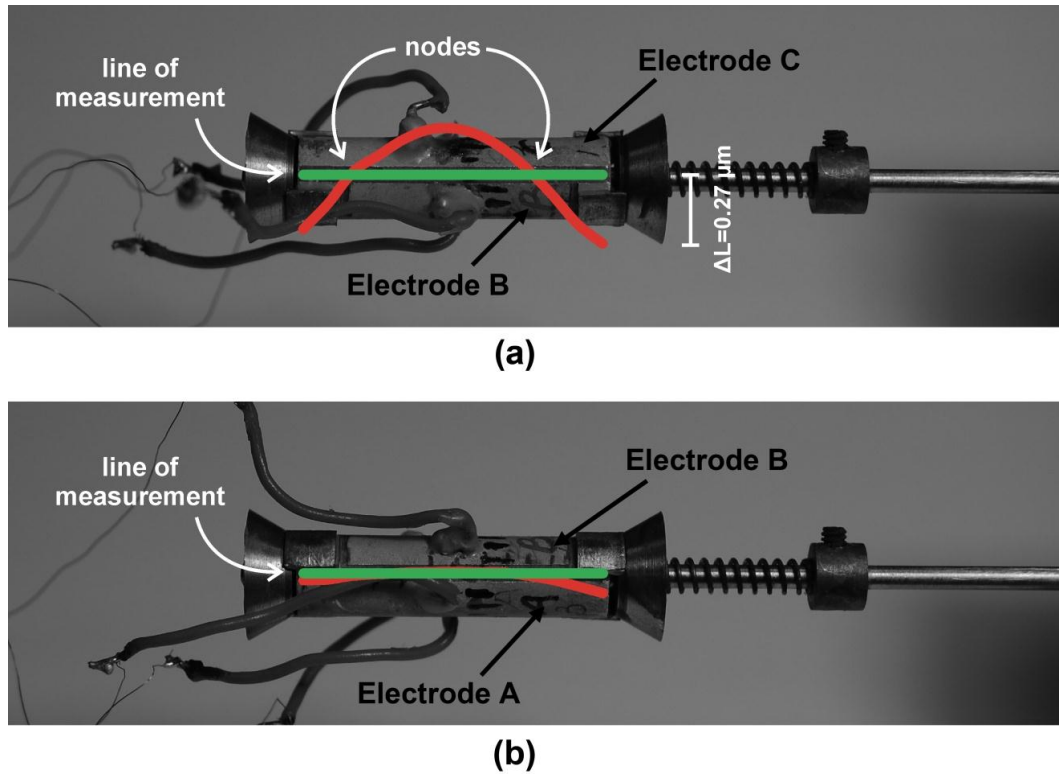 nodes
Electrode C
line of
measurement
ΔL=0.27 µm
Electrode B
(a)
Electrode B
line of
measurement
Electrode A
(b)